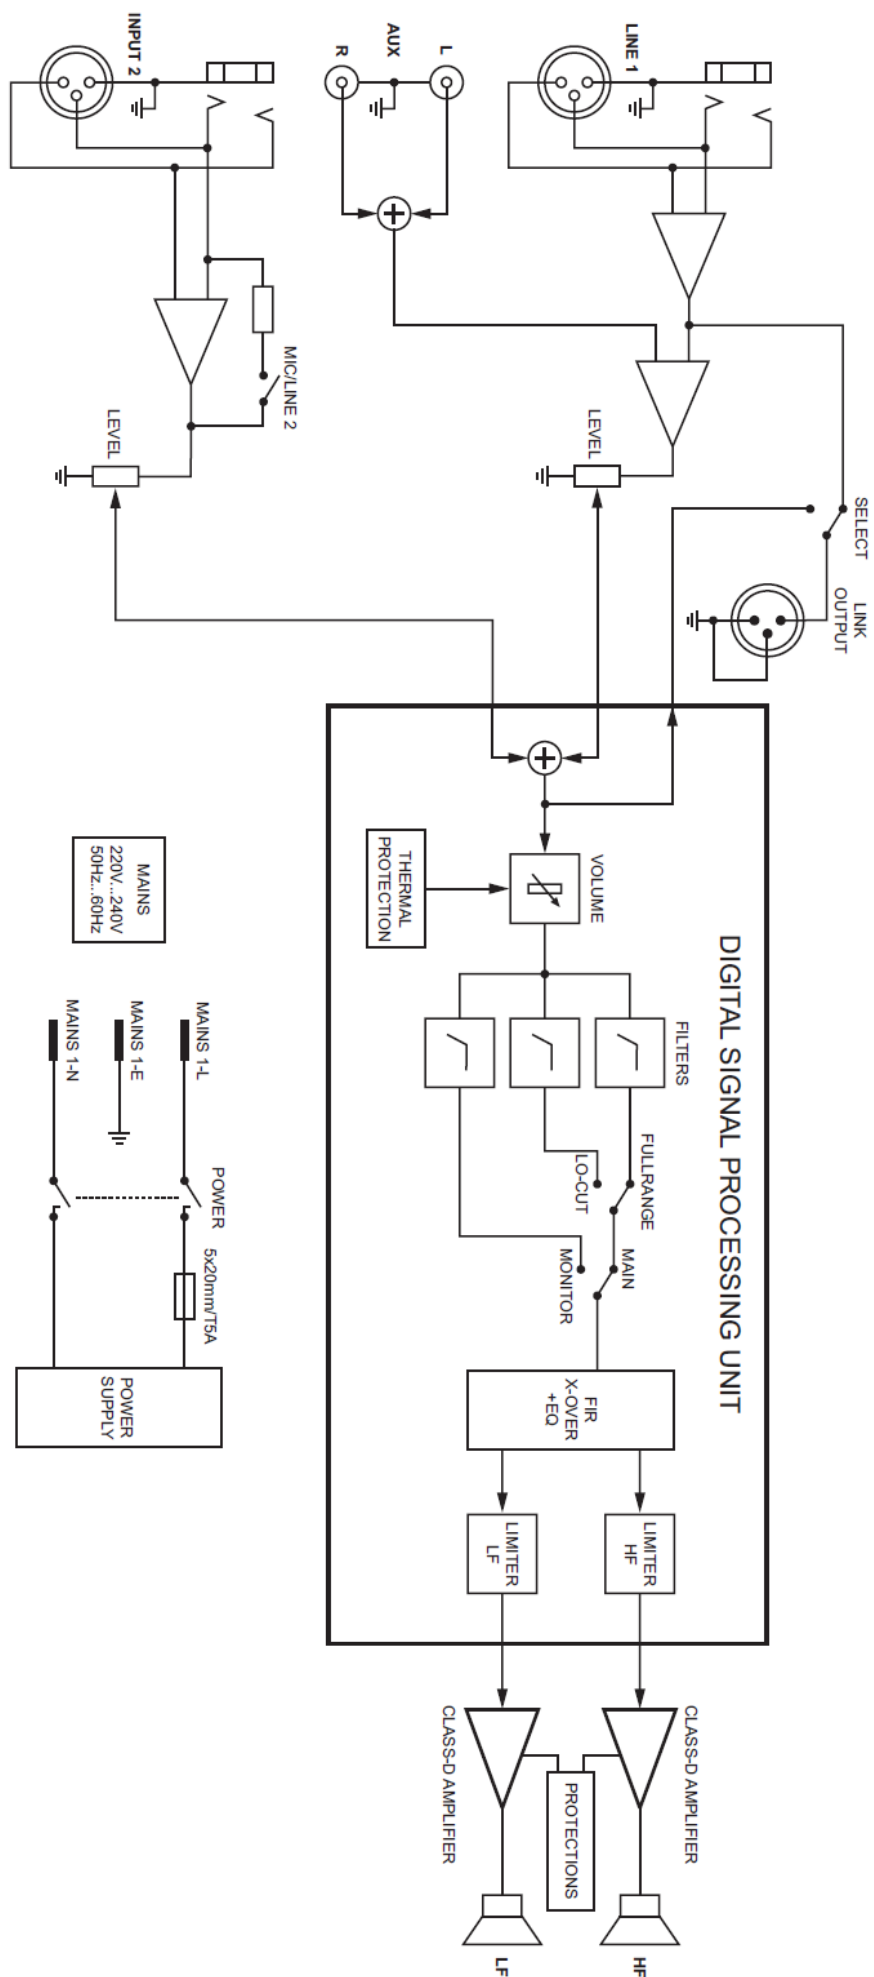 LINE 1
AUX
L
R
INPUT 2
MIC/LINE 2
LEVEL
LEVEL
SELECT
LINK
OUTPUT
DIGITAL SIGNAL PROCESSING UNIT
VOLUME
THERMAL
PROTECTION
FILTERS
FULLRANGE
LO-CUT
MAIN
MONITOR
FIR
X-OVER
+EQ
LIMITER
HF
LIMITER
LF
CLASS-D AMPLIFIER
CLASS-D AMPLIFIER
PROTECTIONS
HF
LF
MAINS
220V...240V
50Hz...60Hz
MAINS 1-L
MAINS 1-E
MAINS 1-N
POWER
5x20mm/T5A
POWER
SUPPLY